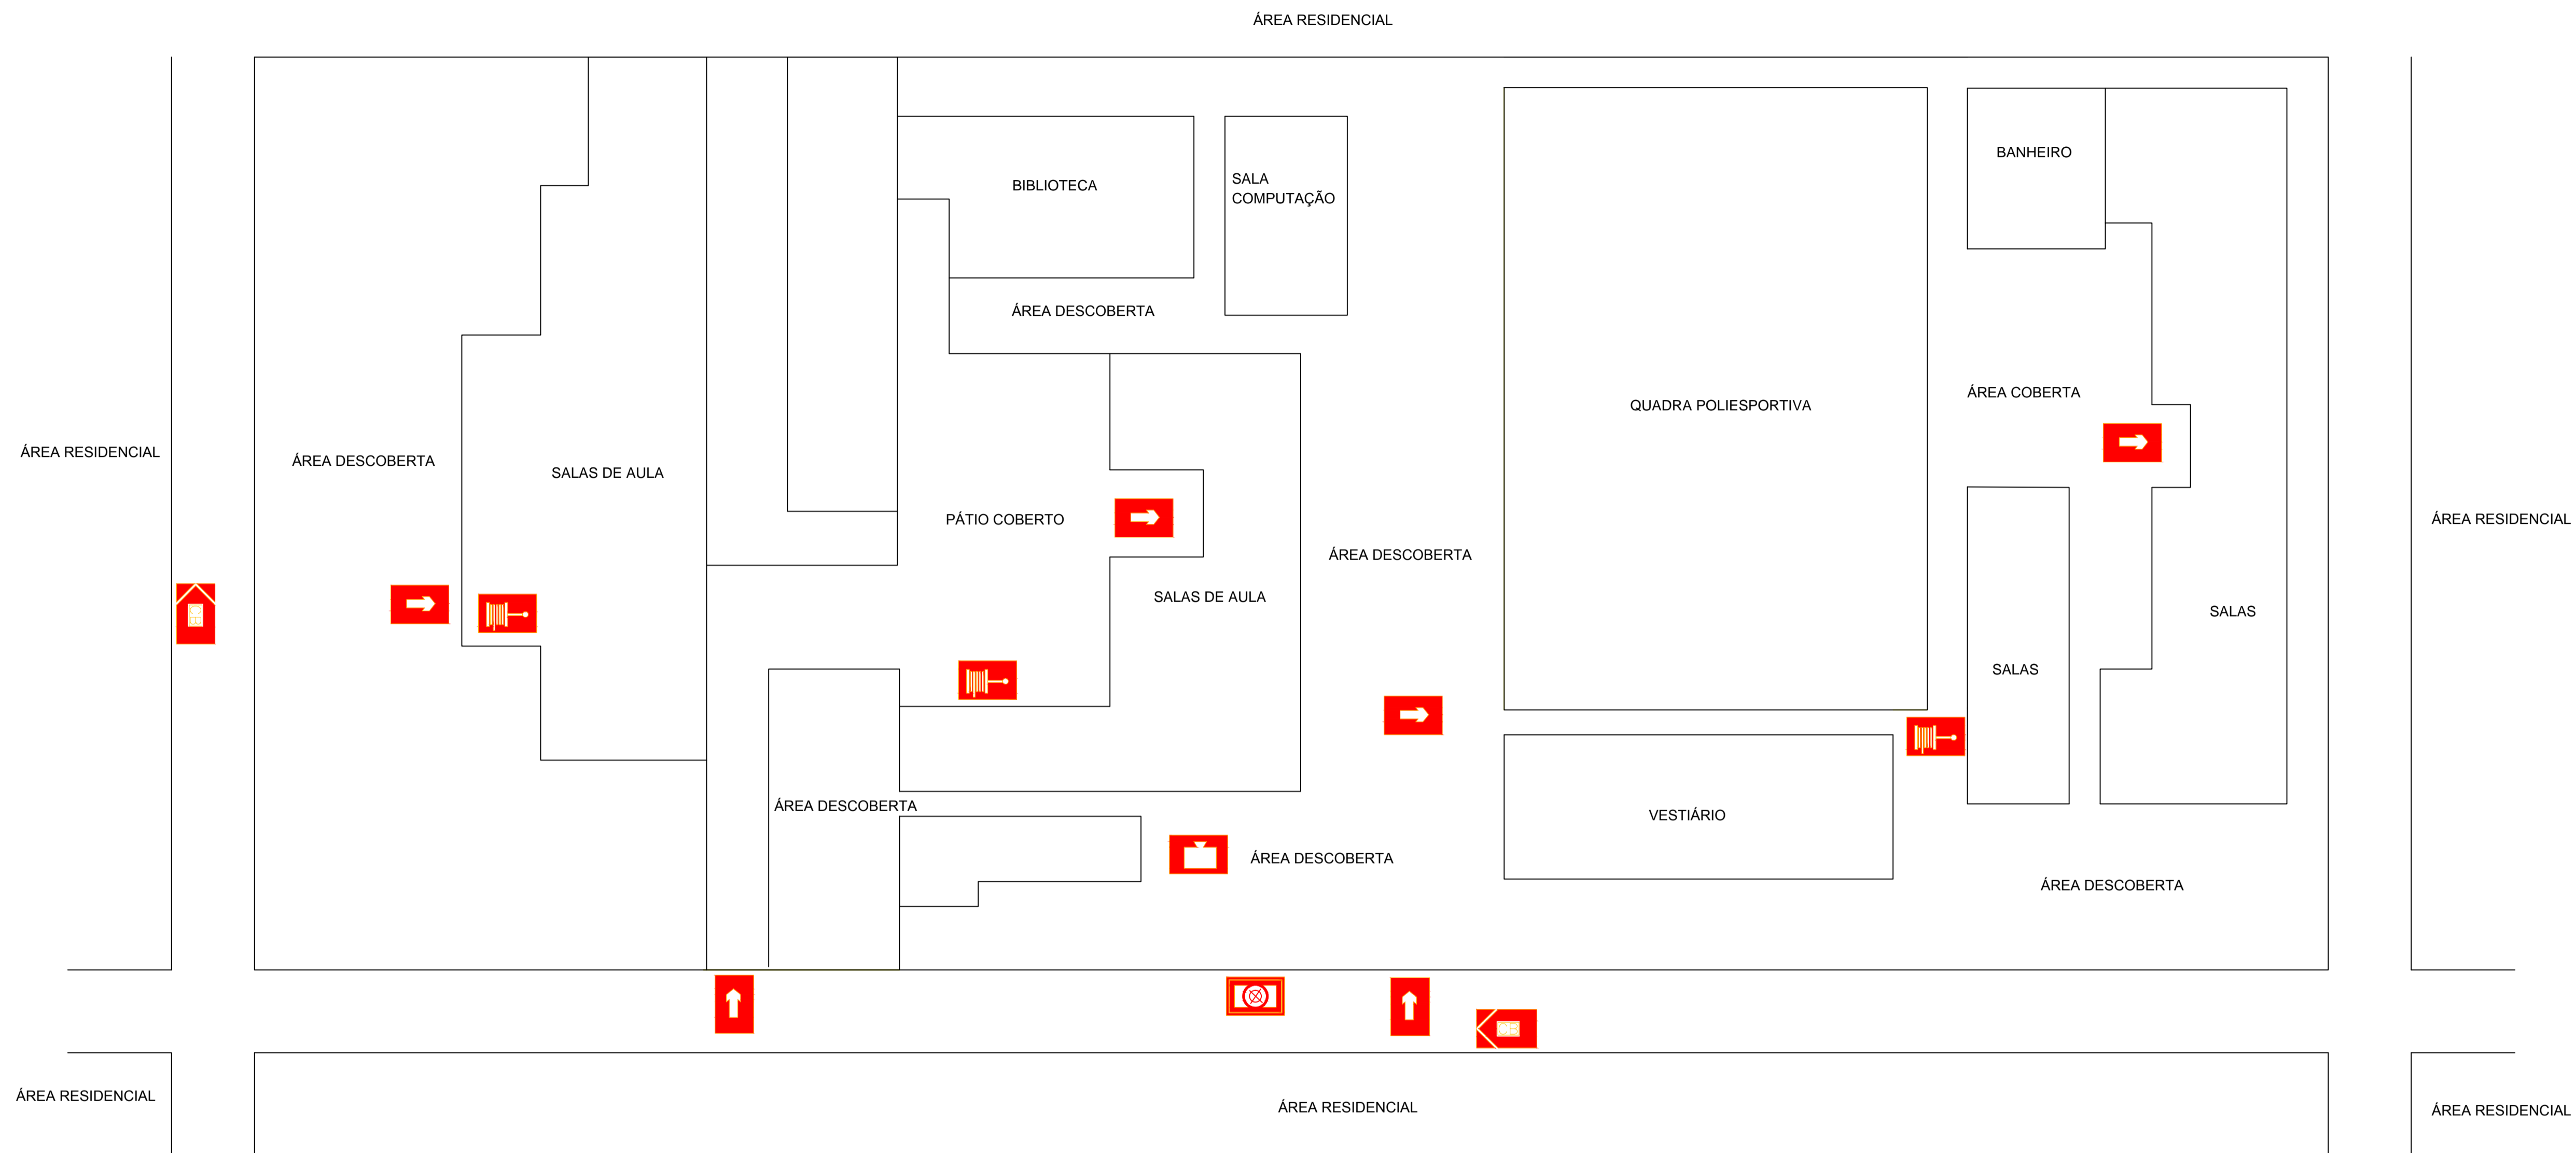 ÁREA RESIDENCIAL
BIBLIOTECA
SALA
COMPUTAÇÃO
BANHEIRO
ÁREA DESCOBERTA
ÁREA COBERTA
QUADRA POLIESPORTIVA
ÁREA RESIDENCIAL
ÁREA DESCOBERTA
SALAS DE AULA
PÁTIO COBERTO
ÁREA RESIDENCIAL
ÁREA DESCOBERTA
SALAS DE AULA
SALAS
CB
SALAS
ÁREA DESCOBERTA
VESTIÁRIO
ÁREA DESCOBERTA
ÁREA DESCOBERTA
CB
ÁREA RESIDENCIAL
ÁREA RESIDENCIAL
ÁREA RESIDENCIAL